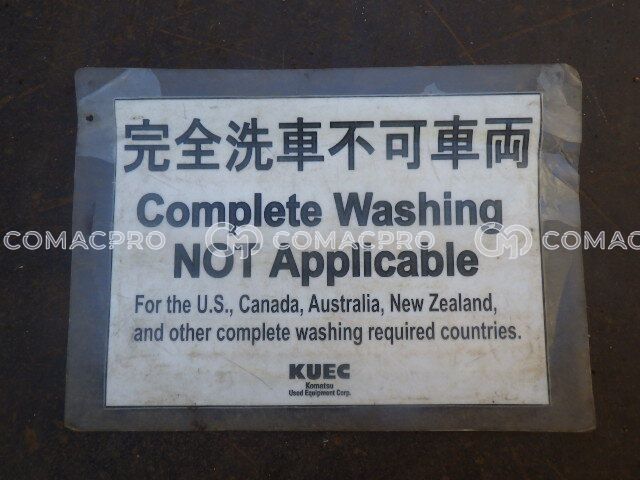 完全洗車不可車両
Complete Washing
NOT Applicable
COMACPRO COMACPRO COMACPRO
For the U.S., Canada, Australia, New Zealand,
and other complete washing required countries.
KUEC
Komatsu
Used Equipment Corp.